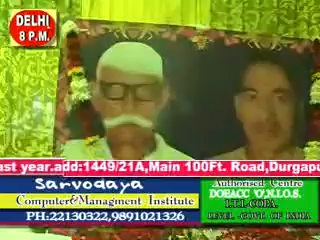 DELHI
8 P.M.
ast year.add:1449/21A,Main 100Ft. Road,Durgapu
Sarvodaya
Computer&Managment Institute
PH:22130322,9891021326
Authorised Centre
DOEACC 'O',N.I.O.S.
I.T.I.-COPA.
LEVEL -GOVT OF INDIA